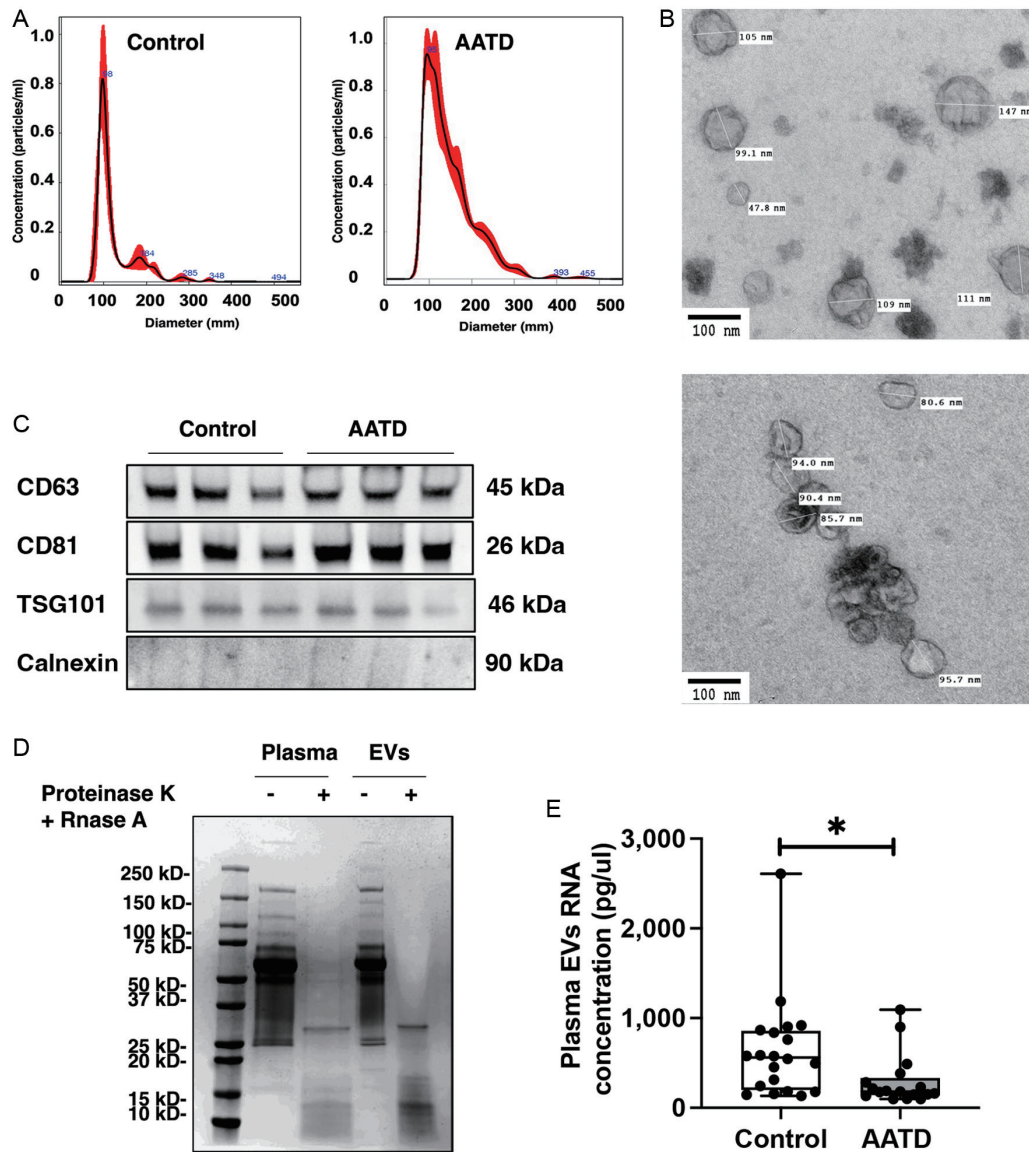 A
Control
AATD
Concentration (particles/ml)
1.0
0.8
0.6
0.4
0.2
0
98
184
285
348
494
0 100 200 300 400 500
Diameter (mm)
Concentration (particles/ml)
1.0
0.8
0.6
0.4
0.2
0
393
455
0 100 200 300 400 500
Diameter (mm)
B
105 nm
147 nm
99.1 nm
47.8 nm
109 nm
111 nm
100 nm
80.6 nm
94.0 nm
90.4 nm
85.7 nm
95.7 nm
100 nm
C
Control AATD
CD63 45 kDa
CD81 26 kDa
TSG101 46 kDa
Calnexin 90 kDa
D
Plasma EVs
Proteinase K
+ Rnase A
- + - +
250 kD-
150 kD-
100 kD-
75 kD-
50 kD-
37 kD-
25 kD-
20 kD-
15 kD-
10 kD-
E
Plasma EVs RNA
concentration (pg/ul)
3,000
2,000
1,000
0
*
Control AATD